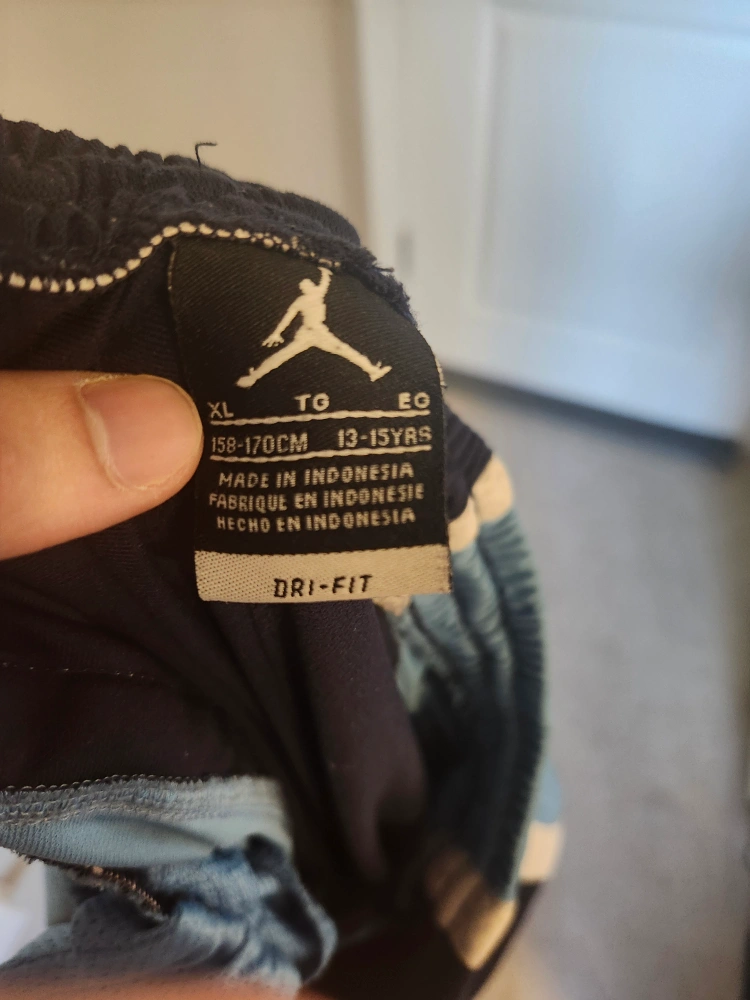 XL TG EG
158-170CM 13-15YRS
MADE IN INDONESIA
FABRIQUE EN INDONESIE
HECHO EN INDONESIA
DRI-FIT